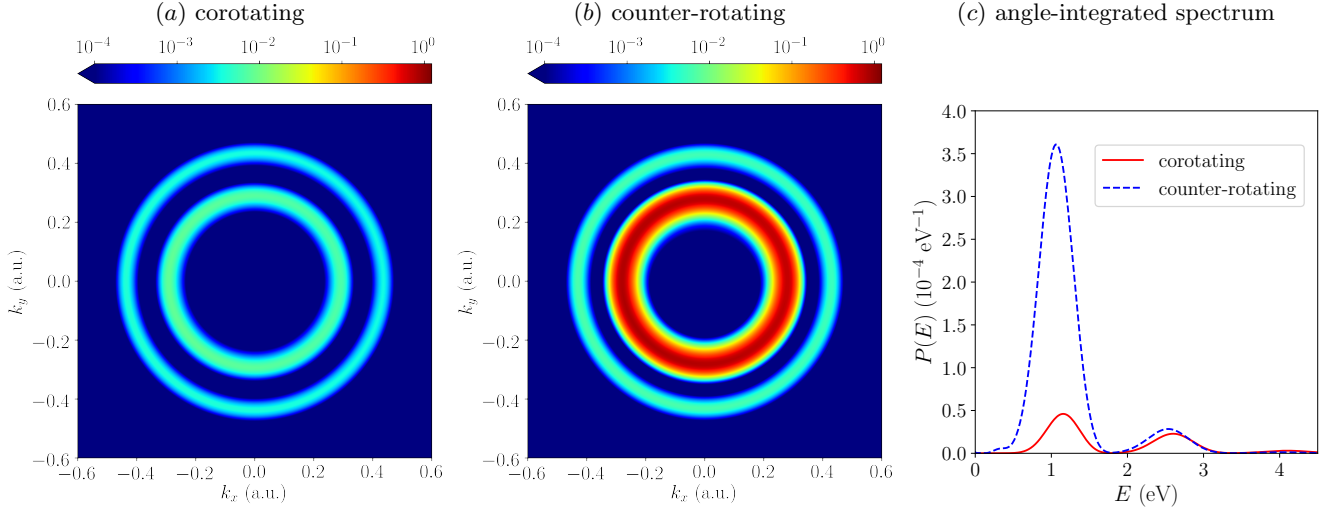 (a) corotating
(b) counter-rotating
(c) angle-integrated spectrum
10⁻⁴ 10⁻³ 10⁻² 10⁻¹ 10⁰
10⁻⁴ 10⁻³ 10⁻² 10⁻¹ 10⁰
0.6
0.4
0.2
0.0
−0.2
−0.4
−0.6
k_y (a.u.)
−0.6 −0.4 −0.2 0.0 0.2 0.4 0.6
k_x (a.u.)
0.6
0.4
0.2
0.0
−0.2
−0.4
−0.6
k_y (a.u.)
−0.6 −0.4 −0.2 0.0 0.2 0.4 0.6
k_x (a.u.)
4.0
3.5
3.0
2.5
2.0
1.5
1.0
0.5
0.0
P(E) (10⁻⁴ eV⁻¹)
corotating
counter-rotating
0 1 2 3 4
E (eV)